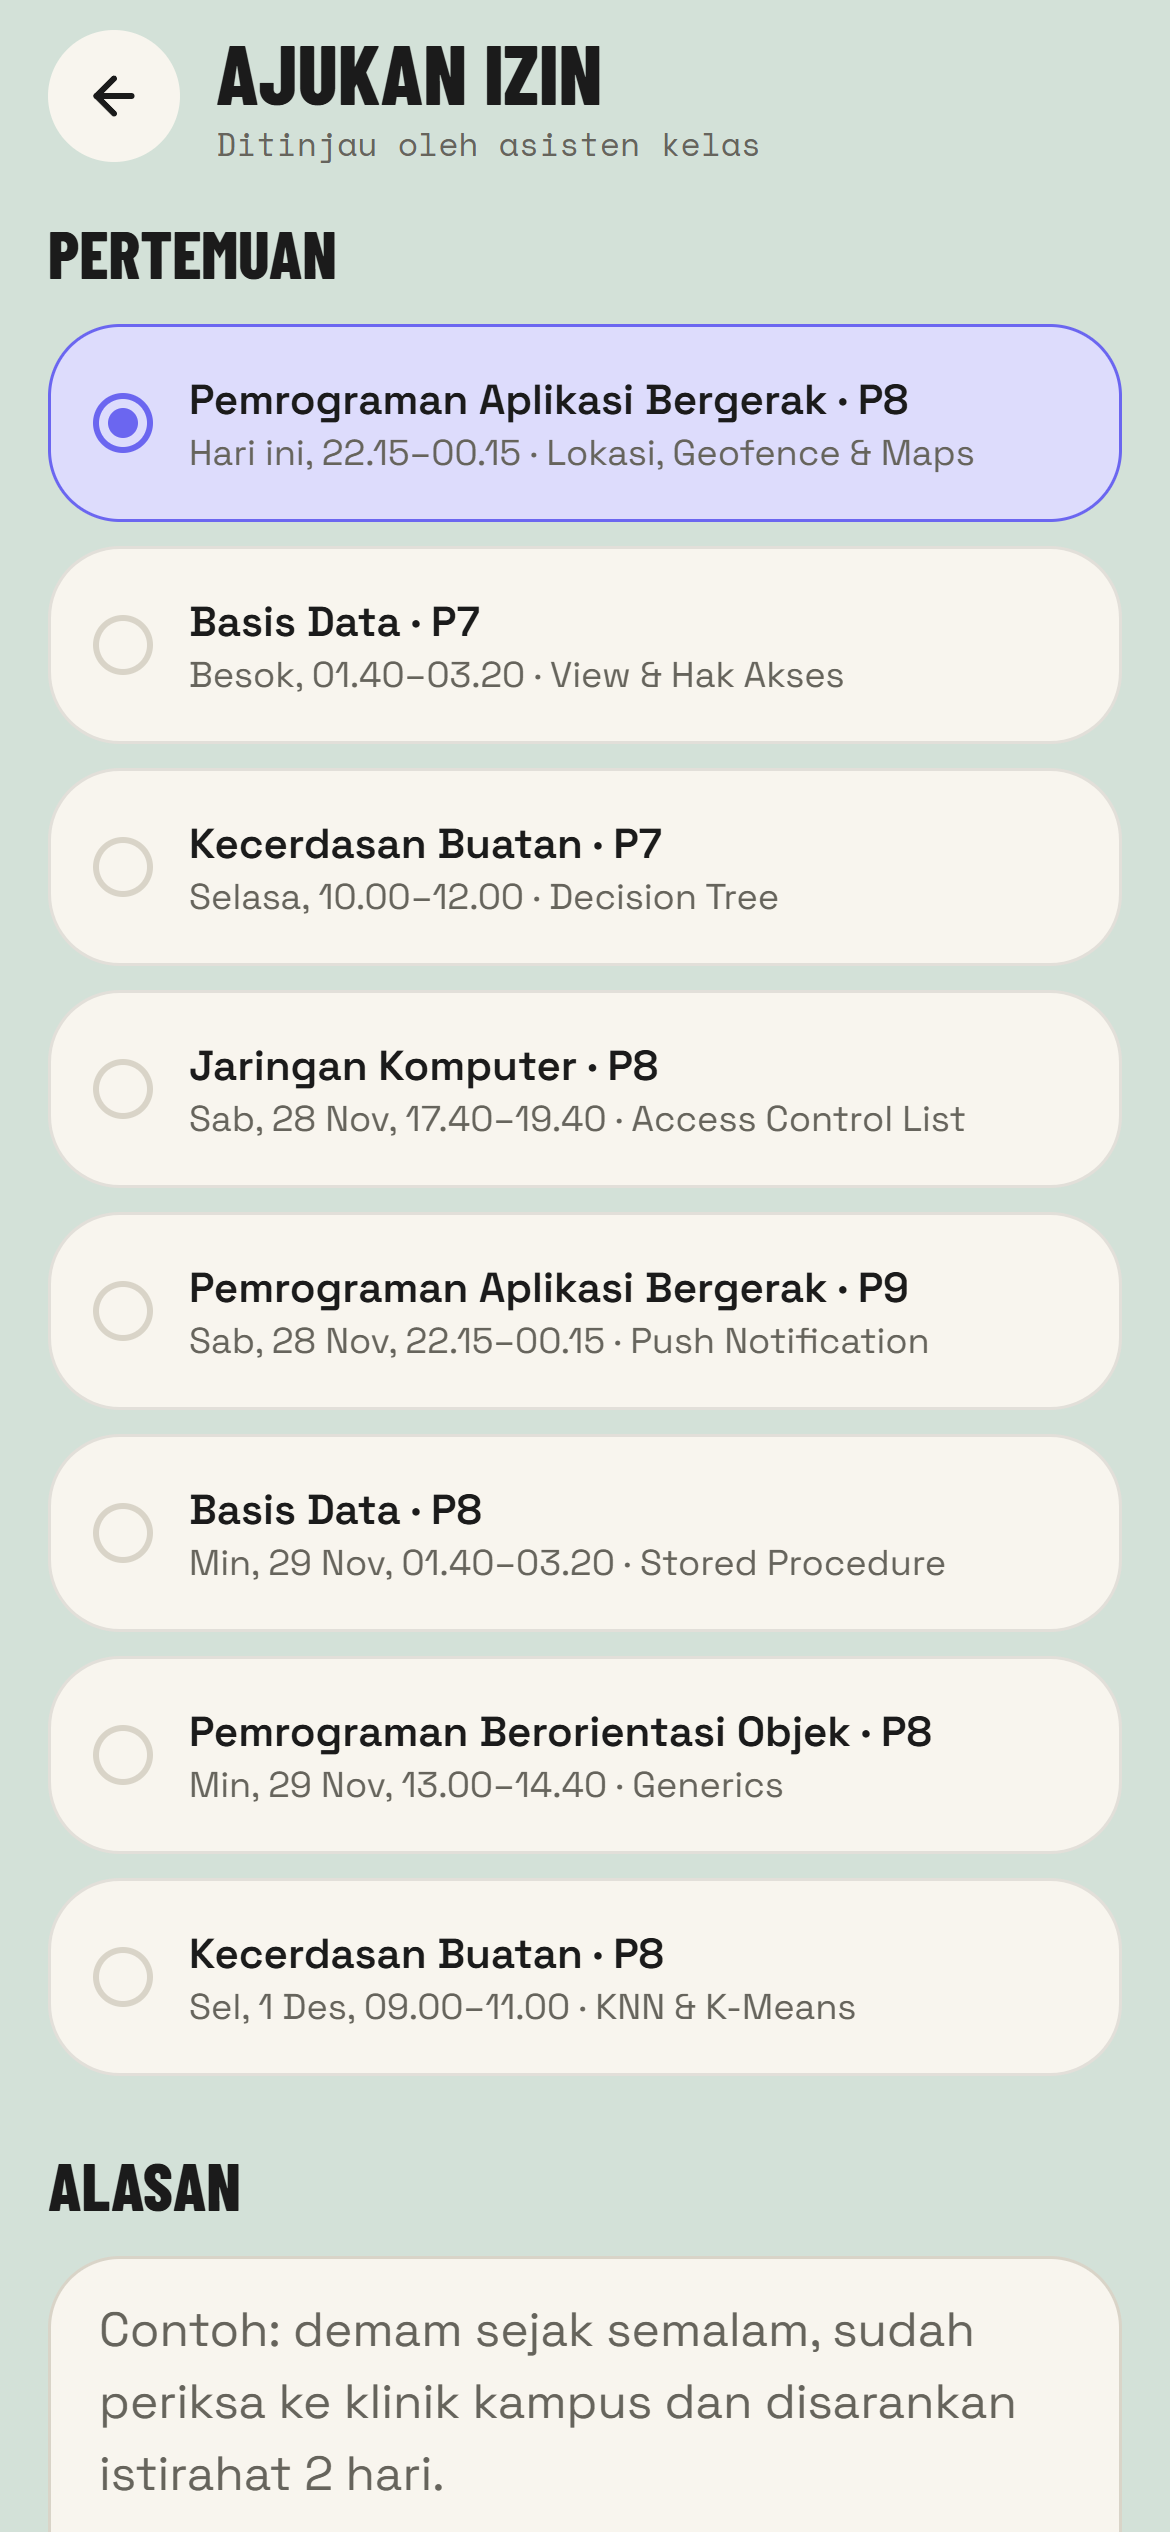 AJUKAN IZIN
Ditinjau oleh asisten kelas
PERTEMUAN
Pemrograman Aplikasi Bergerak · P8
Hari ini, 22.15–00.15 · Lokasi, Geofence & Maps
Basis Data · P7
Besok, 01.40–03.20 · View & Hak Akses
Kecerdasan Buatan · P7
Selasa, 10.00–12.00 · Decision Tree
Jaringan Komputer · P8
Sab, 28 Nov, 17.40–19.40 · Access Control List
Pemrograman Aplikasi Bergerak · P9
Sab, 28 Nov, 22.15–00.15 · Push Notification
Basis Data · P8
Min, 29 Nov, 01.40–03.20 · Stored Procedure
Pemrograman Berorientasi Objek · P8
Min, 29 Nov, 13.00–14.40 · Generics
Kecerdasan Buatan · P8
Sel, 1 Des, 09.00–11.00 · KNN & K-Means
ALASAN
Contoh: demam sejak semalam, sudah
periksa ke klinik kampus dan disarankan
istirahat 2 hari.